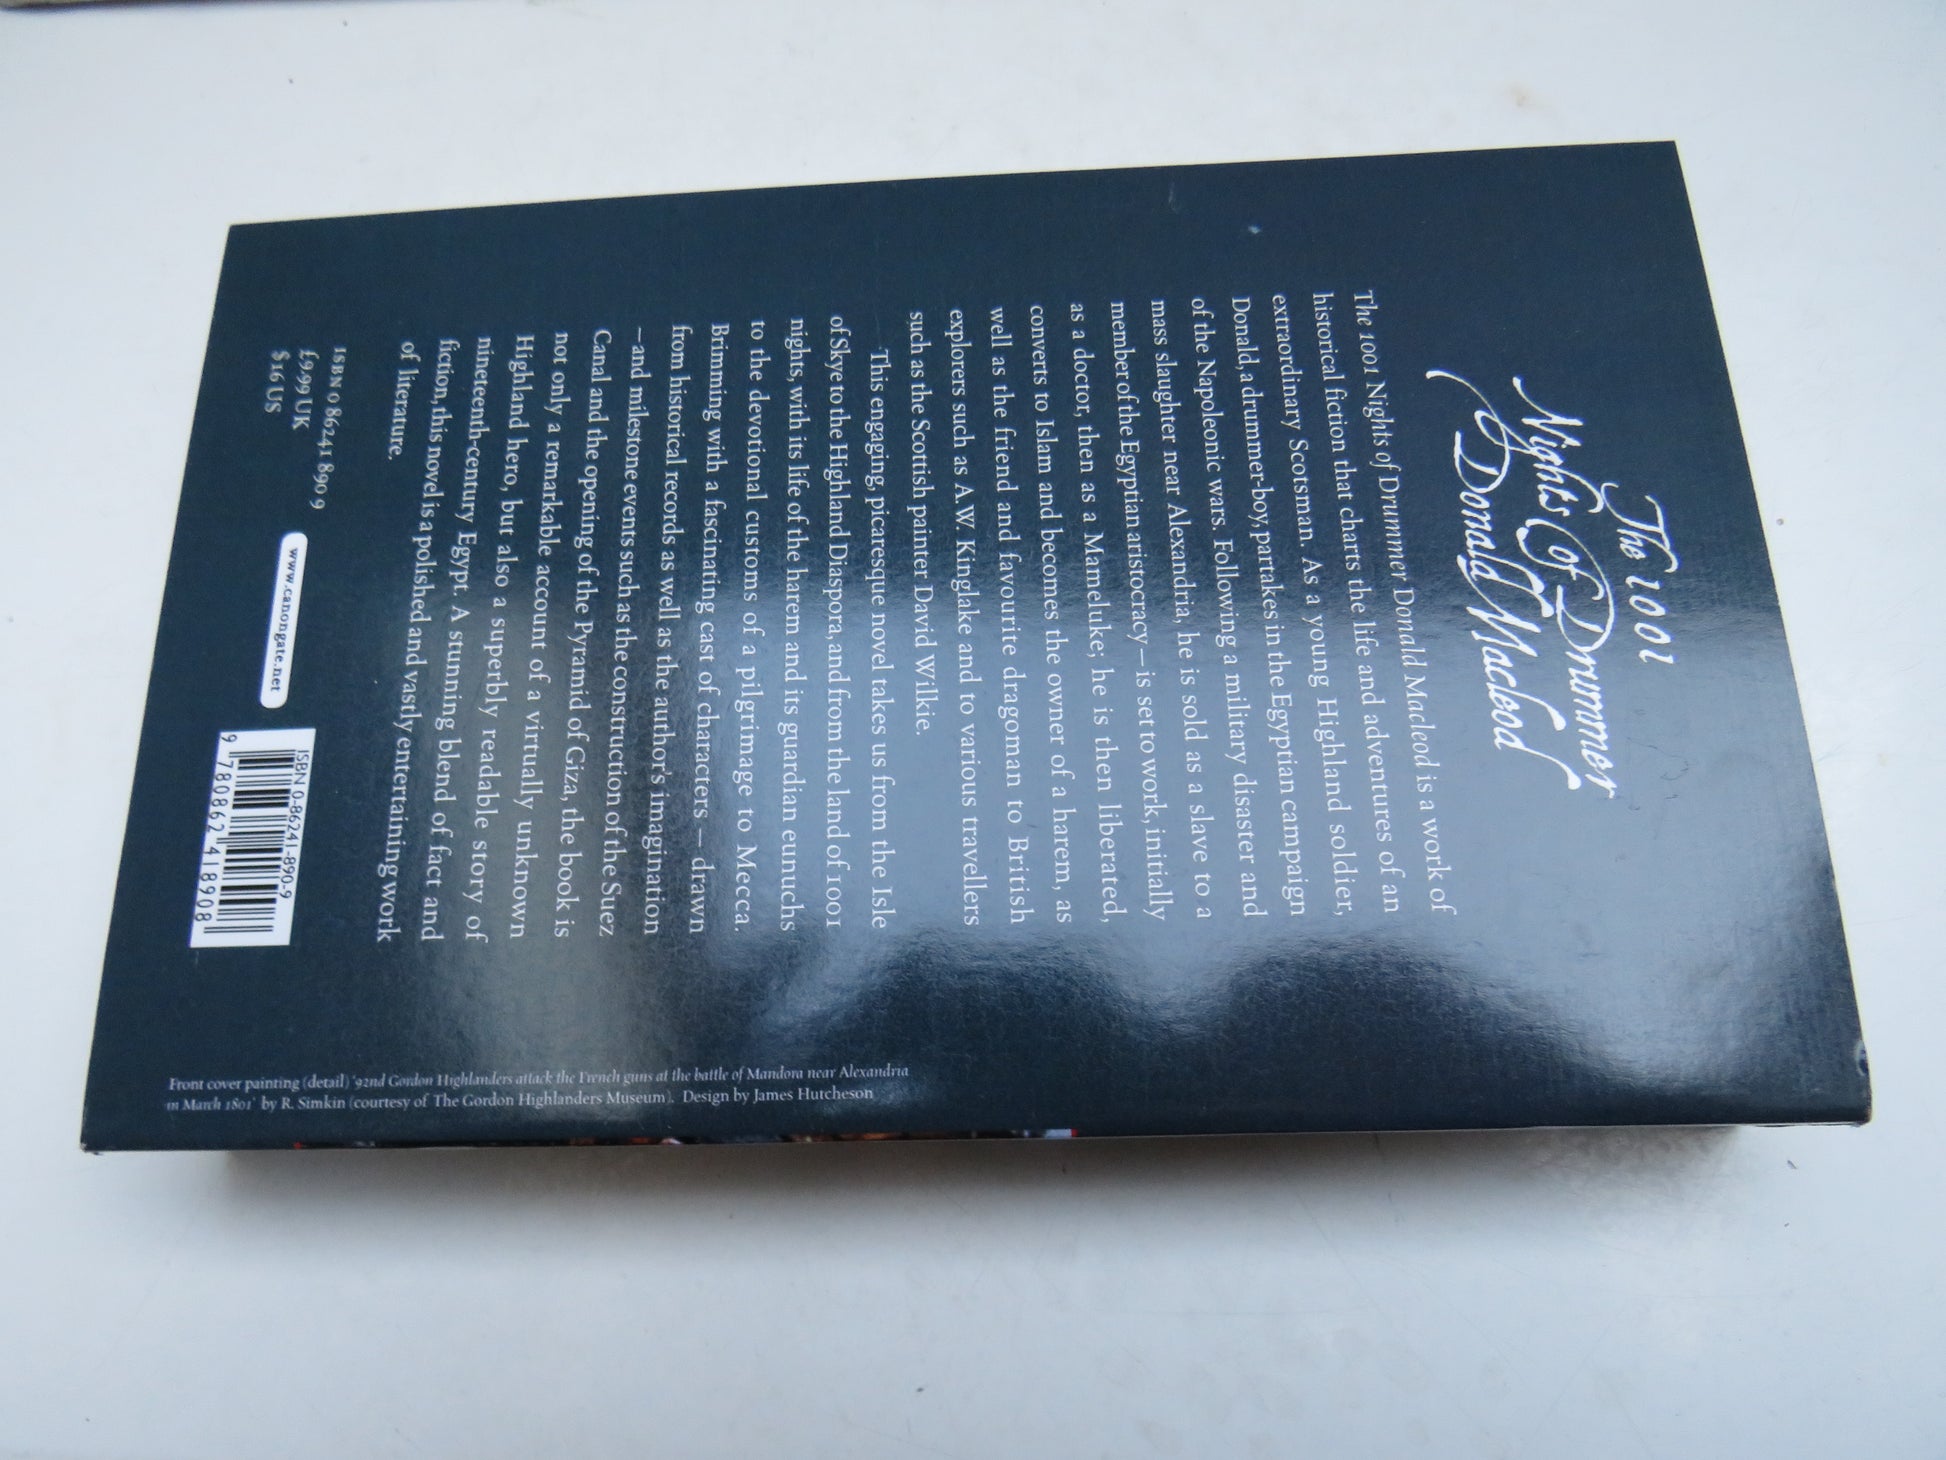 The 1001
Nights Of Drummer
Donald Macleod
The 1001 Nights of Drummer Donald Macleod is a work of
historical fiction that charts the life and adventures of an
extraordinary Scotsman. As a young Highland soldier,
Donald, a drummer-boy, partakes in the Egyptian campaign
of the Napoleonic wars. Following a military disaster and
mass slaughter near Alexandria, he is sold as a slave to a
member of the Egyptian aristocracy – is set to work, initially
as a doctor, then as a Mameluke; he is then liberated,
converts to Islam and becomes the owner of a harem, as
well as the friend and favourite dragoman to British
explorers such as A.W. Kinglake and to various travellers
such as the Scottish painter David Wilkie.
This engaging, picaresque novel takes us from the Isle
of Skye to the Highland Diaspora, and from the land of 1001
nights, with its life of the harem and its guardian eunuchs
to the devotional customs of a pilgrimage to Mecca.
Brimming with a fascinating cast of characters – drawn
from historical records as well as the author's imagination
– and milestone events such as the construction of the Suez
Canal and the opening of the Pyramid of Giza, the book is
not only a remarkable account of a virtually unknown
Highland hero, but also a superbly readable story of
nineteenth-century Egypt. A stunning blend of fact and
fiction, this novel is a polished and vastly entertaining work
of literature.
ISBN 0 86241 890 9
£9.99 UK
$16 US
www.canongate.net
ISBN 0-86241-890-9
9 780862 418908
Front cover painting (detail) '92nd Gordon Highlanders attack the French guns at the battle of Mandora near Alexandria
in March 1801' by R. Simkin (courtesy of The Gordon Highlanders Museum). Design by James Hutcheson